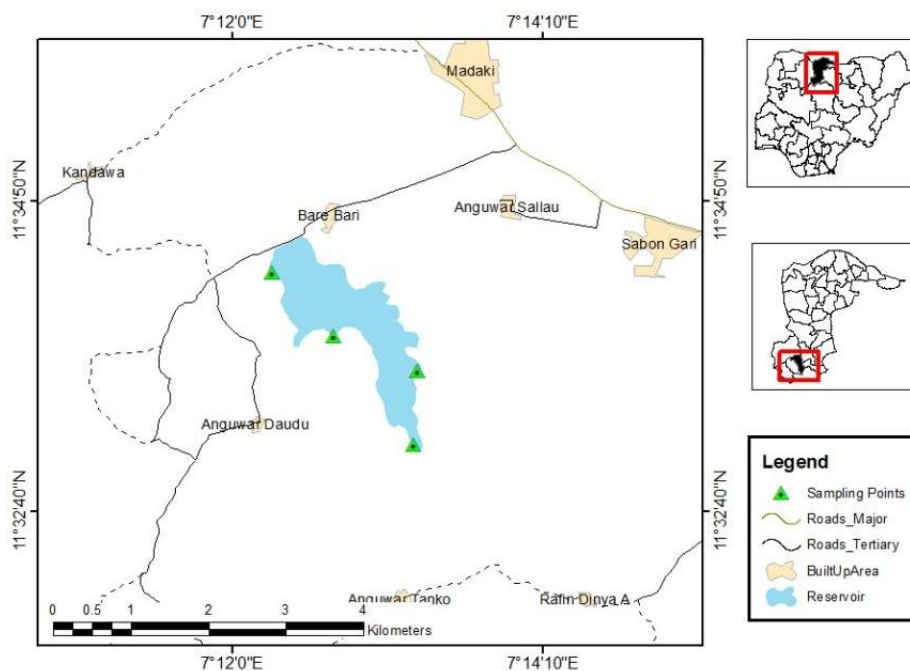 7°12'0"E
7°14'10"E
Madaki
Kandawa
11°34'50"N
11°34'50"N
Bare Bari
Anguwar Sallau
Sabon Gari
Anguwar Daudu
11°32'40"N
11°32'40"N
Anguwar Tanko
Rafin Dinya A
0 0.5 1 2 3 4
Kilometers
7°12'0"E
7°14'10"E
Legend
Sampling Points
Roads_Major
Roads_Tertiary
BuiltUpArea
Reservoir